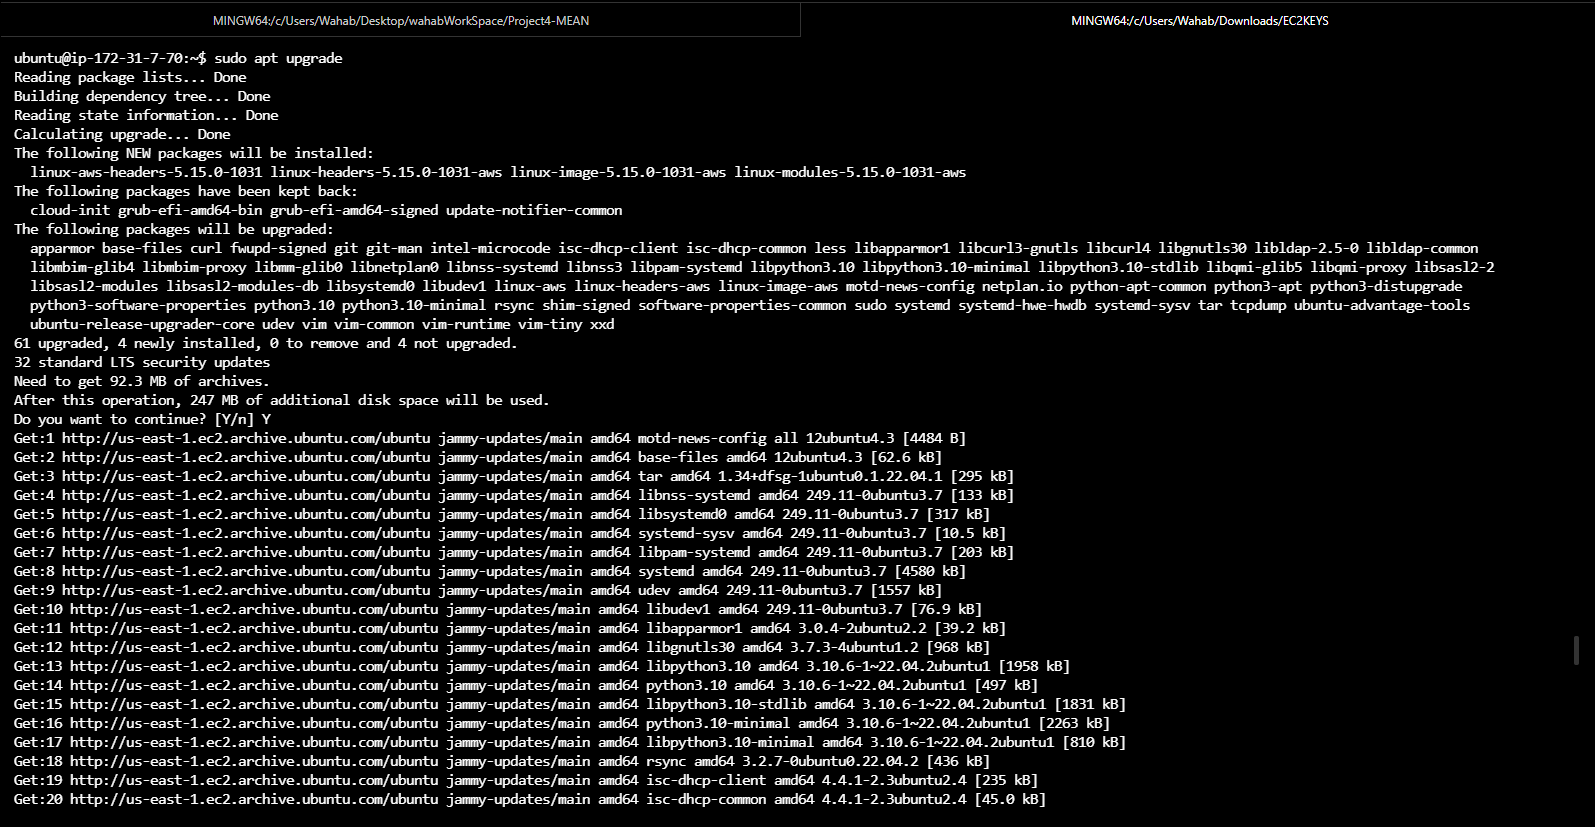 MINGW64:/c/Users/Wahab/Desktop/wahabWorkSpace/Project4-MEAN
MINGW64:/c/Users/Wahab/Downloads/EC2KEYS
ubuntu@ip-172-31-7-70:~$ sudo apt upgrade
Reading package lists... Done
Building dependency tree... Done
Reading state information... Done
Calculating upgrade... Done
The following NEW packages will be installed:
linux-aws-headers-5.15.0-1031 linux-headers-5.15.0-1031-aws linux-image-5.15.0-1031-aws linux-modules-5.15.0-1031-aws
The following packages have been kept back:
cloud-init grub-efi-amd64-bin grub-efi-amd64-signed update-notifier-common
The following packages will be upgraded:
apparmor base-files curl fwupd-signed git git-man intel-microcode isc-dhcp-client isc-dhcp-common less libapparmor1 libcurl3-gnutls libcurl4 libgnutls30 libldap-2.5-0 libldap-common
libmbim-glib4 libmbim-proxy libmm-glib0 libnetplan0 libnss-systemd libnss3 libpam-systemd libpython3.10 libpython3.10-minimal libpython3.10-stdlib libqmi-glib5 libqmi-proxy libsasl2-2
libsasl2-modules libsasl2-modules-db libsystemd0 libudev1 linux-aws linux-headers-aws linux-image-aws motd-news-config netplan.io python-apt-common python3-apt python3-distupgrade
python3-software-properties python3.10 python3.10-minimal rsync shim-signed software-properties-common sudo systemd systemd-hwe-hwdb systemd-sysv tar tcpdump ubuntu-advantage-tools
ubuntu-release-upgrader-core udev vim vim-common vim-runtime vim-tiny xxd
61 upgraded, 4 newly installed, 0 to remove and 4 not upgraded.
32 standard LTS security updates
Need to get 92.3 MB of archives.
After this operation, 247 MB of additional disk space will be used.
Do you want to continue? [Y/n] Y
Get:1 http://us-east-1.ec2.archive.ubuntu.com/ubuntu jammy-updates/main amd64 motd-news-config all 12ubuntu4.3 [4484 B]
Get:2 http://us-east-1.ec2.archive.ubuntu.com/ubuntu jammy-updates/main amd64 base-files amd64 12ubuntu4.3 [62.6 kB]
Get:3 http://us-east-1.ec2.archive.ubuntu.com/ubuntu jammy-updates/main amd64 tar amd64 1.34+dfsg-1ubuntu0.1.22.04.1 [295 kB]
Get:4 http://us-east-1.ec2.archive.ubuntu.com/ubuntu jammy-updates/main amd64 libnss-systemd amd64 249.11-0ubuntu3.7 [133 kB]
Get:5 http://us-east-1.ec2.archive.ubuntu.com/ubuntu jammy-updates/main amd64 libsystemd0 amd64 249.11-0ubuntu3.7 [317 kB]
Get:6 http://us-east-1.ec2.archive.ubuntu.com/ubuntu jammy-updates/main amd64 systemd-sysv amd64 249.11-0ubuntu3.7 [10.5 kB]
Get:7 http://us-east-1.ec2.archive.ubuntu.com/ubuntu jammy-updates/main amd64 libpam-systemd amd64 249.11-0ubuntu3.7 [203 kB]
Get:8 http://us-east-1.ec2.archive.ubuntu.com/ubuntu jammy-updates/main amd64 systemd amd64 249.11-0ubuntu3.7 [4580 kB]
Get:9 http://us-east-1.ec2.archive.ubuntu.com/ubuntu jammy-updates/main amd64 udev amd64 249.11-0ubuntu3.7 [1557 kB]
Get:10 http://us-east-1.ec2.archive.ubuntu.com/ubuntu jammy-updates/main amd64 libudev1 amd64 249.11-0ubuntu3.7 [76.9 kB]
Get:11 http://us-east-1.ec2.archive.ubuntu.com/ubuntu jammy-updates/main amd64 libapparmor1 amd64 3.0.4-2ubuntu2.2 [39.2 kB]
Get:12 http://us-east-1.ec2.archive.ubuntu.com/ubuntu jammy-updates/main amd64 libgnutls30 amd64 3.7.3-4ubuntu1.2 [968 kB]
Get:13 http://us-east-1.ec2.archive.ubuntu.com/ubuntu jammy-updates/main amd64 libpython3.10 amd64 3.10.6-1~22.04.2ubuntu1 [1958 kB]
Get:14 http://us-east-1.ec2.archive.ubuntu.com/ubuntu jammy-updates/main amd64 python3.10 amd64 3.10.6-1~22.04.2ubuntu1 [497 kB]
Get:15 http://us-east-1.ec2.archive.ubuntu.com/ubuntu jammy-updates/main amd64 libpython3.10-stdlib amd64 3.10.6-1~22.04.2ubuntu1 [1831 kB]
Get:16 http://us-east-1.ec2.archive.ubuntu.com/ubuntu jammy-updates/main amd64 python3.10-minimal amd64 3.10.6-1~22.04.2ubuntu1 [2263 kB]
Get:17 http://us-east-1.ec2.archive.ubuntu.com/ubuntu jammy-updates/main amd64 libpython3.10-minimal amd64 3.10.6-1~22.04.2ubuntu1 [810 kB]
Get:18 http://us-east-1.ec2.archive.ubuntu.com/ubuntu jammy-updates/main amd64 rsync amd64 3.2.7-0ubuntu0.22.04.2 [436 kB]
Get:19 http://us-east-1.ec2.archive.ubuntu.com/ubuntu jammy-updates/main amd64 isc-dhcp-client amd64 4.4.1-2.3ubuntu2.4 [235 kB]
Get:20 http://us-east-1.ec2.archive.ubuntu.com/ubuntu jammy-updates/main amd64 isc-dhcp-common amd64 4.4.1-2.3ubuntu2.4 [45.0 kB]